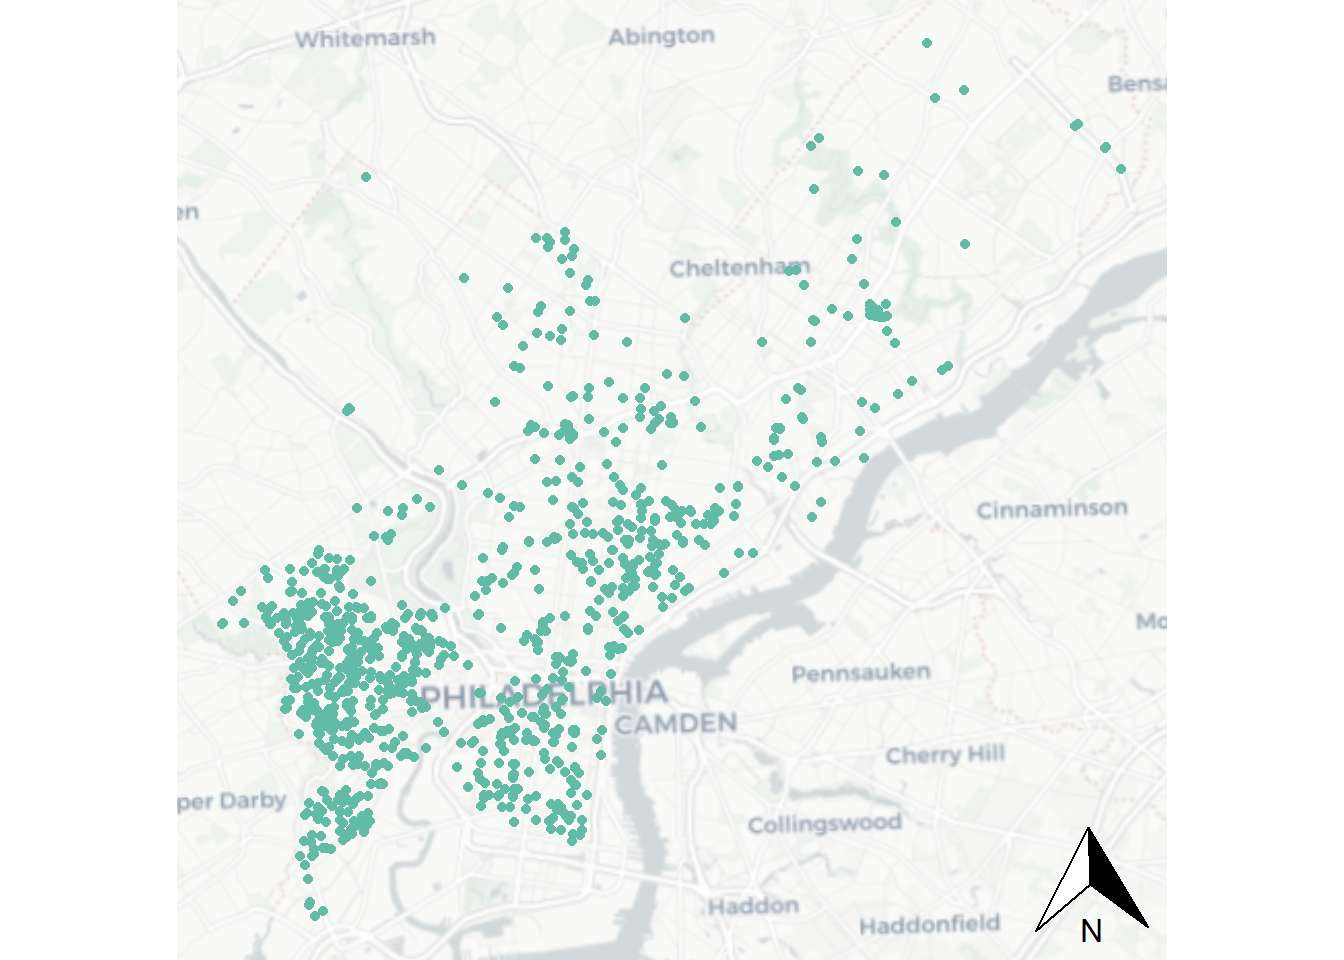 Whitemarsh
Abington
Bensa
en
Cheltenham
Cinnaminson
Mo
Pennsauken
PHILADELPHIA
CAMDEN
Cherry Hill
per Darby
Collingswood
Haddon
Haddonfield
N